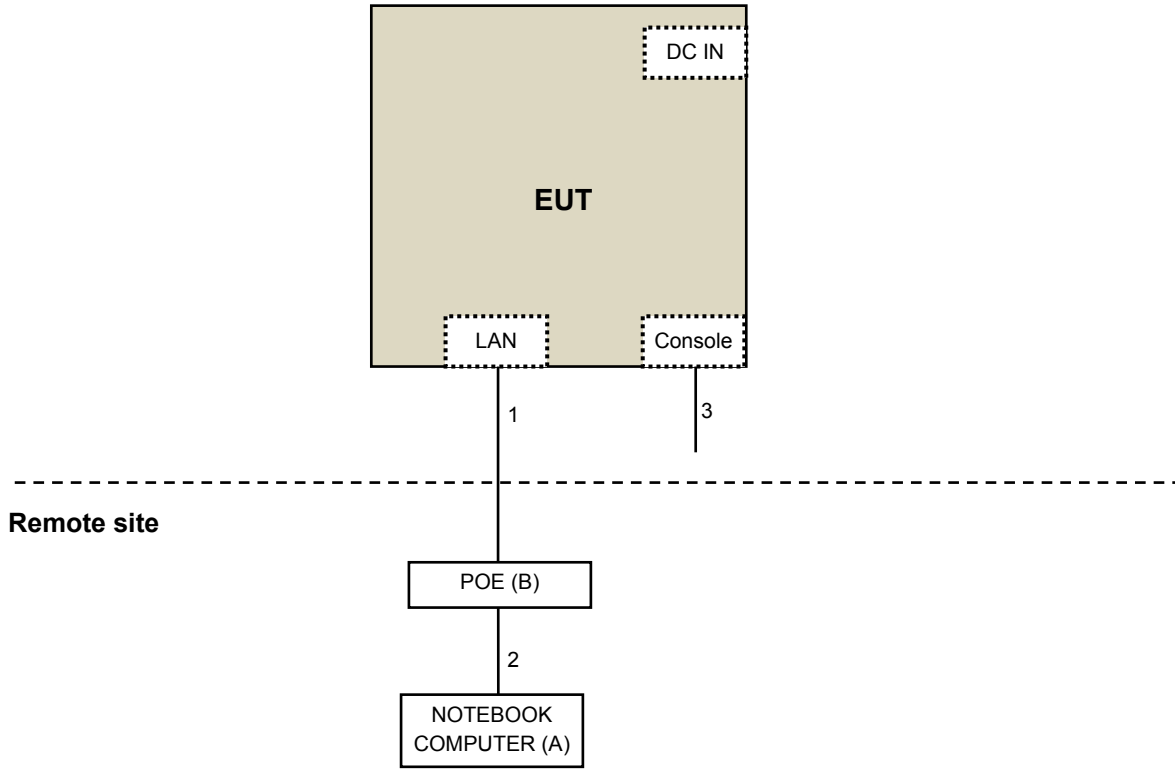 DC IN
EUT
LAN
Console
1
3
Remote site
POE (B)
2
NOTEBOOK
COMPUTER (A)